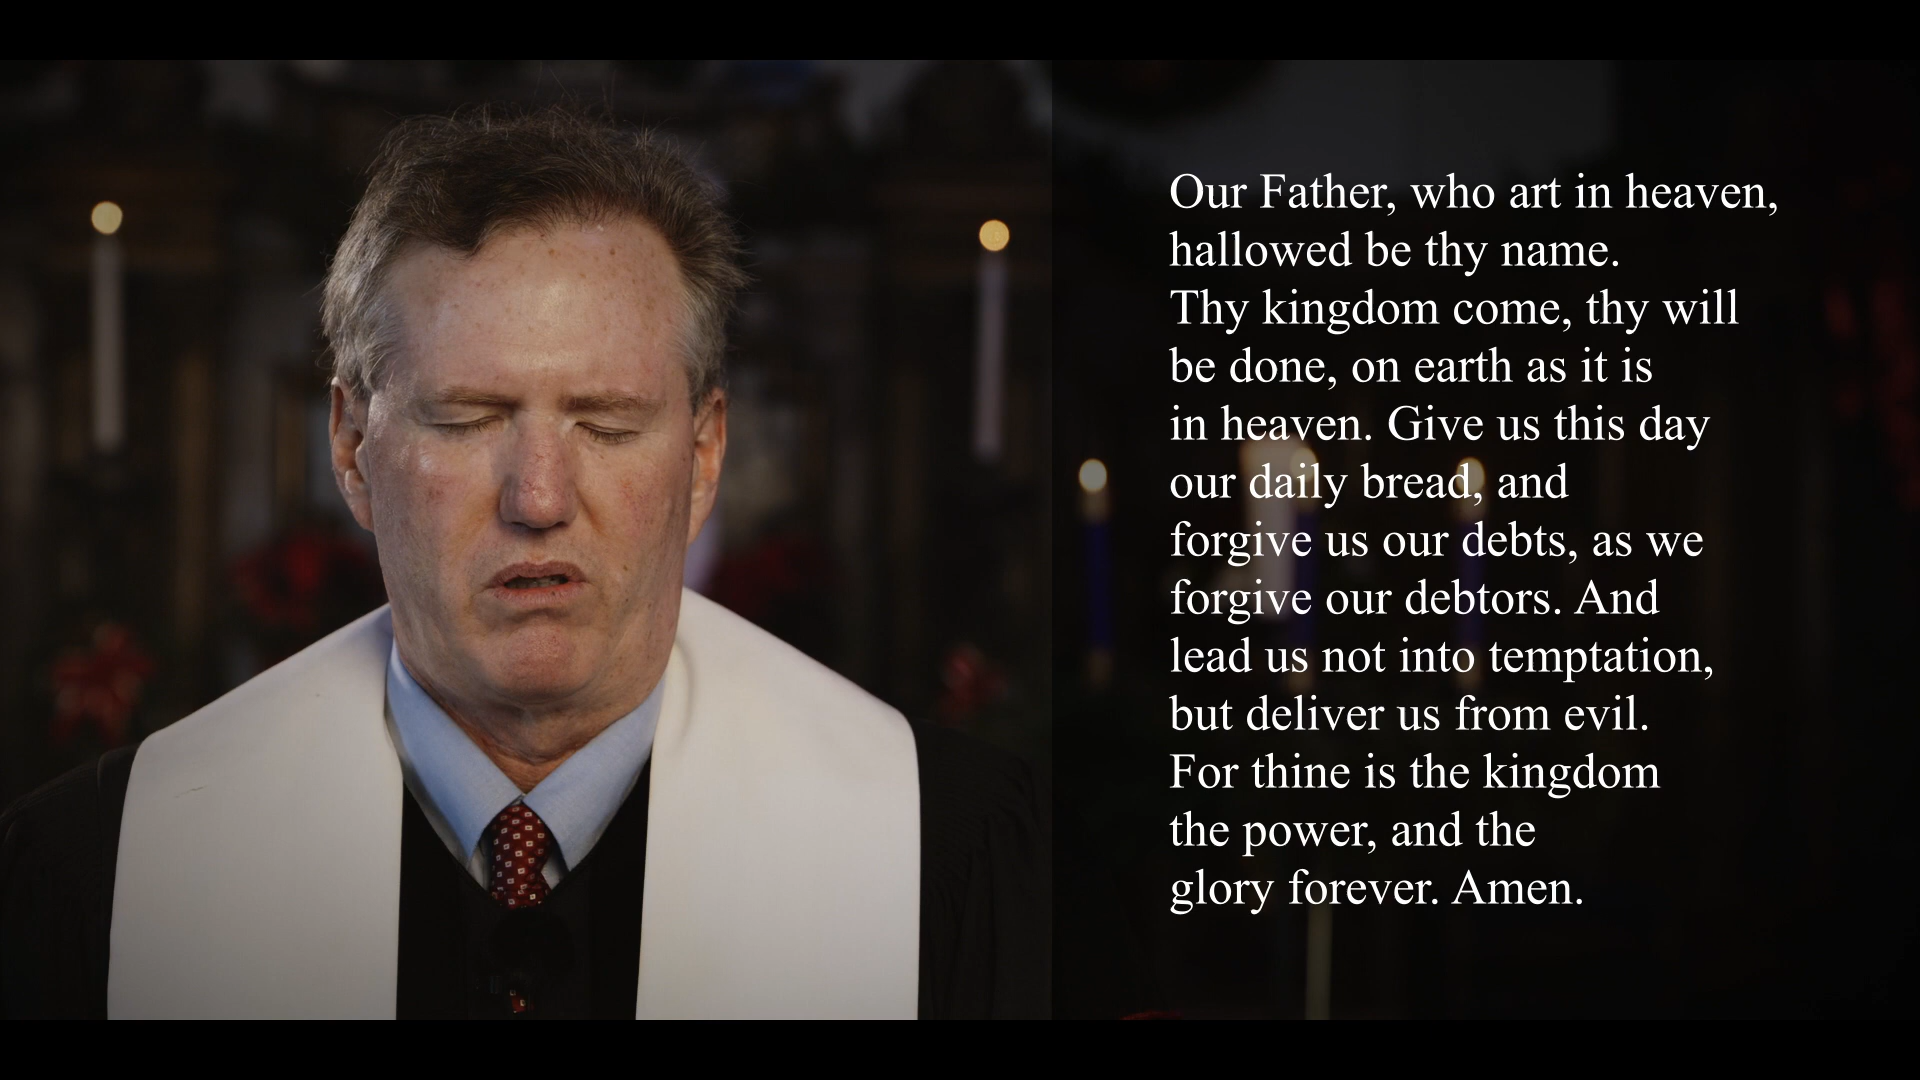 Our Father, who art in heaven,
hallowed be thy name.
Thy kingdom come, thy will
be done, on earth as it is
in heaven. Give us this day
our daily bread, and
forgive us our debts, as we
forgive our debtors. And
lead us not into temptation,
but deliver us from evil.
For thine is the kingdom
the power, and the
glory forever. Amen.